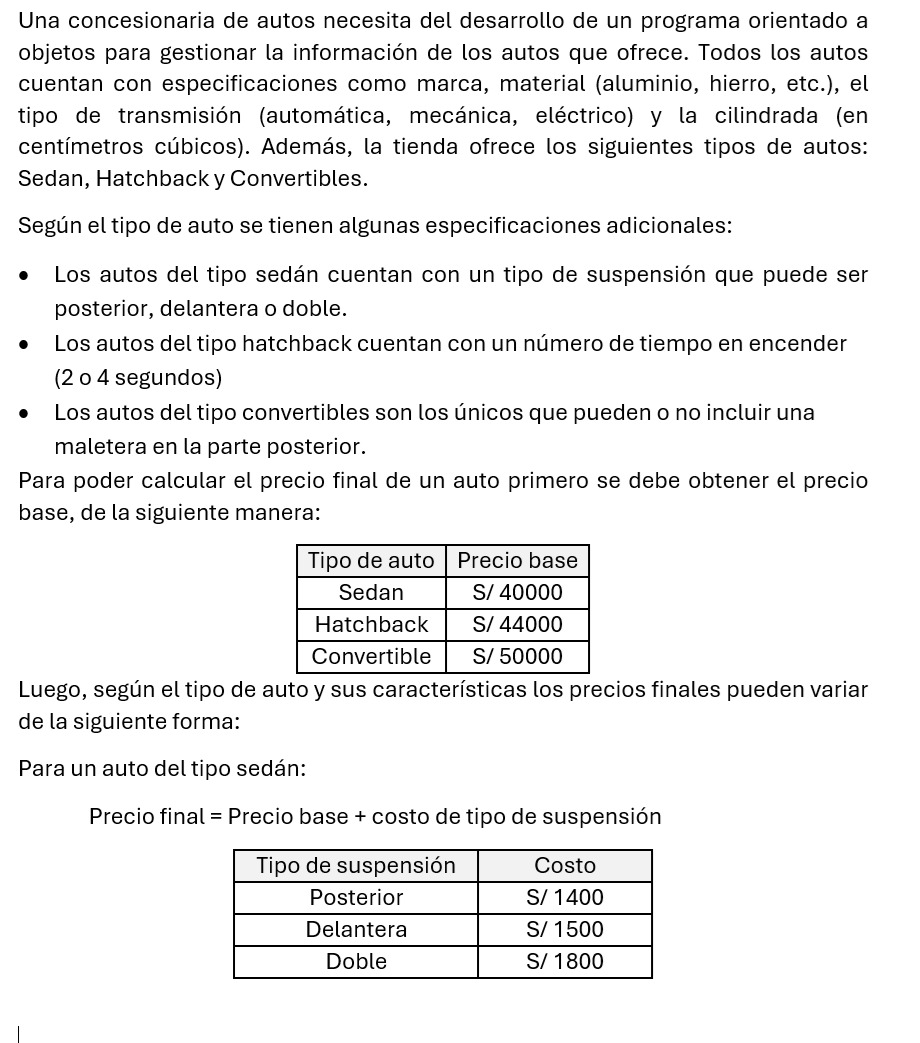 Una concesionaria de autos necesita del desarrollo de un programa orientado a
objetos para gestionar la información de los autos que ofrece. Todos los autos
cuentan con especificaciones como marca, material (aluminio, hierro, etc.), el
tipo de transmisión (automática, mecánica, eléctrico) y la cilindrada (en
centímetros cúbicos). Además, la tienda ofrece los siguientes tipos de autos:
Sedan, Hatchback y Convertibles.
Según el tipo de auto se tienen algunas especificaciones adicionales:
• Los autos del tipo sedán cuentan con un tipo de suspensión que puede ser
posterior, delantera o doble.
• Los autos del tipo hatchback cuentan con un número de tiempo en encender
(2 o 4 segundos)
• Los autos del tipo convertibles son los únicos que pueden o no incluir una
maletera en la parte posterior.
Para poder calcular el precio final de un auto primero se debe obtener el precio
base, de la siguiente manera:
Tipo de auto Precio base
Sedan S/ 40000
Hatchback S/ 44000
Convertible S/ 50000
Luego, según el tipo de auto y sus características los precios finales pueden variar
de la siguiente forma:
Para un auto del tipo sedán:
Precio final = Precio base + costo de tipo de suspensión
Tipo de suspensión Costo
Posterior S/ 1400
Delantera S/ 1500
Doble S/ 1800